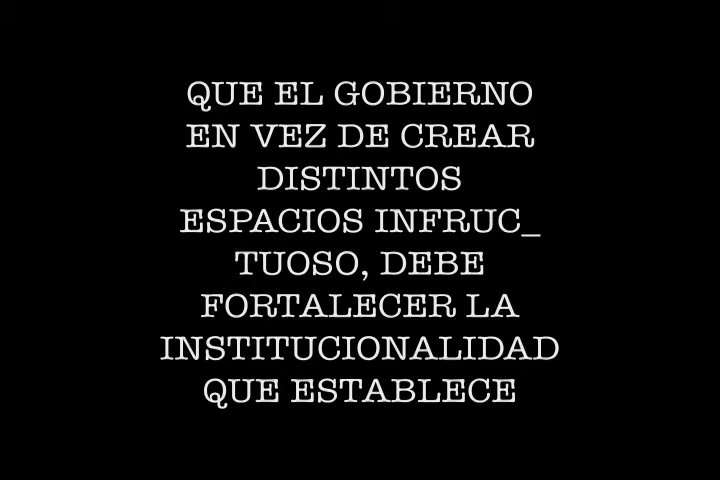 QUE EL GOBIERNO
EN VEZ DE CREAR
DISTINTOS
ESPACIOS INFRUC_
TUOSO, DEBE
FORTALECER LA
INSTITUCIONALIDAD
QUE ESTABLECE